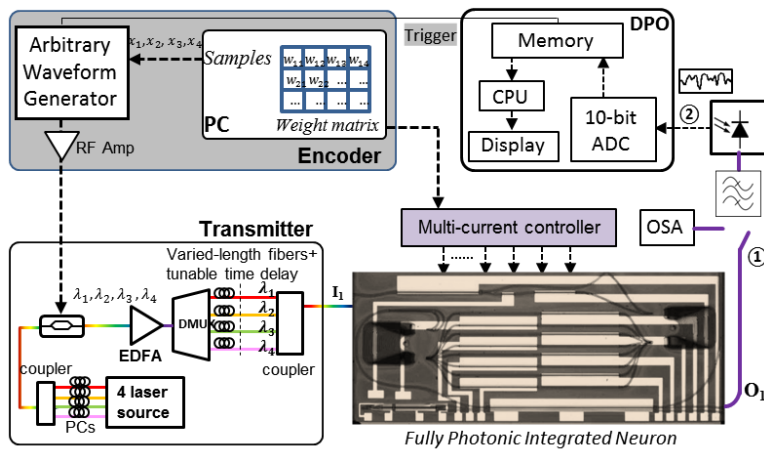 Arbitrary
Waveform
Generator
x₁, x₂, x₃, x₄
RF Amp
Samples
w₁₁ w₁₂ w₁₃ w₁₄
w₂₁ w₂₂ ... ...
... ... ... ...
PC
Weight matrix
Encoder
Trigger
DPO
Memory
CPU
Display
10-bit
ADC
②
OSA
①
Multi-current controller
......
Transmitter
Varied-length fibers+
tunable time delay
λ₁, λ₂, λ₃, λ₄
EDFA
DMUX
λ₁
λ₂
λ₃
λ₄
coupler
I₁
coupler
PCs
4 laser
source
O₁
Fully Photonic Integrated Neuron